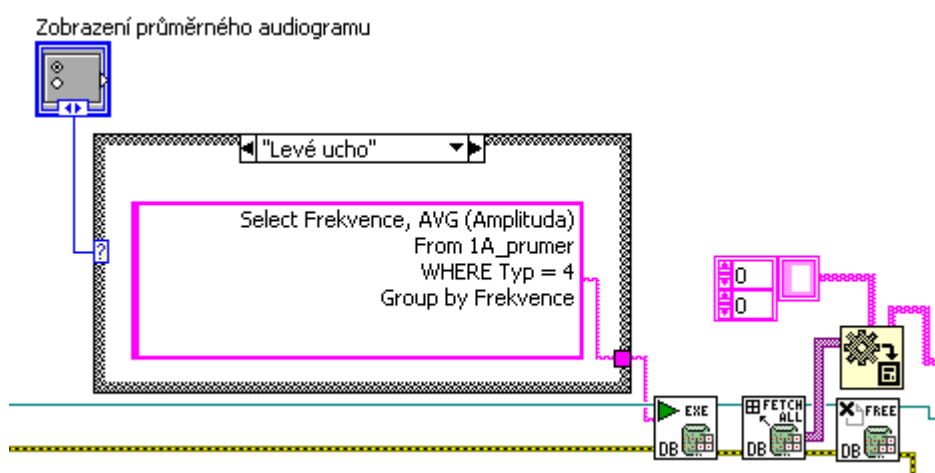 Zobrazení průměrného audiogramu
"Levé ucho"
Select Frekvence, AVG (Amplituda)
From 1A_prumer
WHERE Typ = 4
Group by Frekvence
0
0
EXE
DB
FETCH
ALL
DB
FREE
DB
?